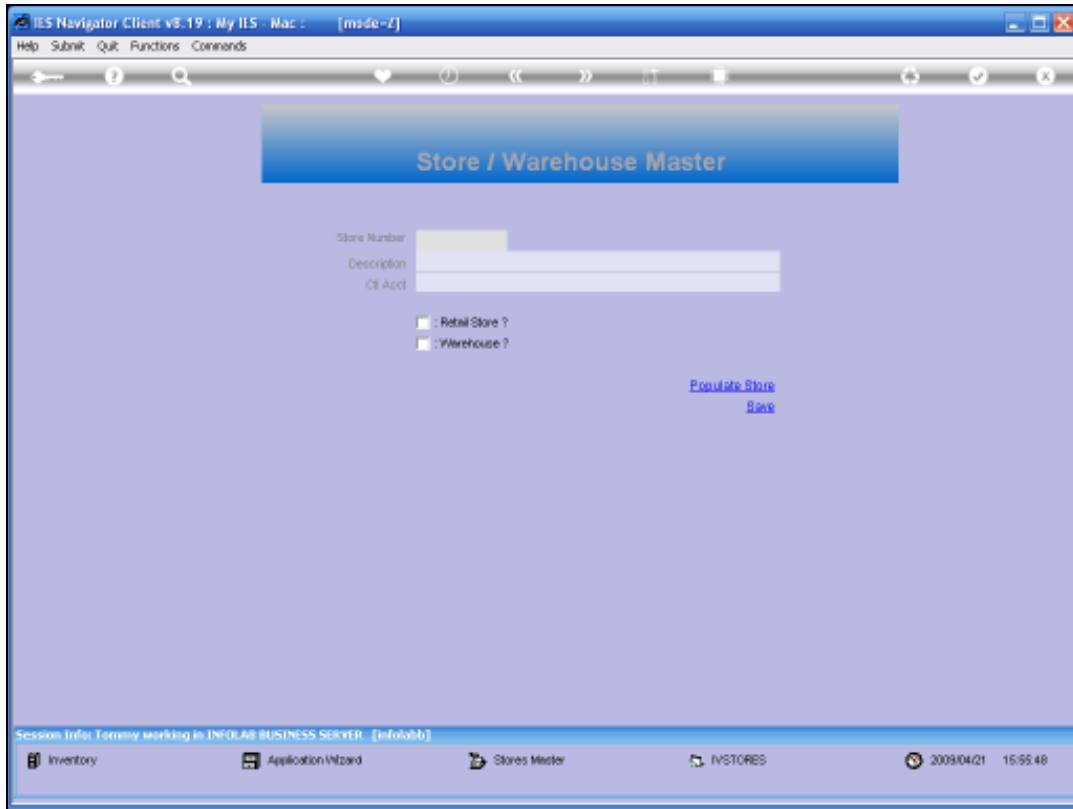 IES Navigator Client v8.19 : My IES - Mac : [mode=Z]
Help Submit Quit Functions Commands
Store / Warehouse Master
Store Number
Description
Ctl Acct
: Retail Store ?
: Warehouse ?
Populate Store
Save
Session Info: Tommy working in INFOLAB BUSINESS SERVER [infolabb]
Inventory Application Wizard Stores Master IVSTORES 2009/04/21 15:55:48